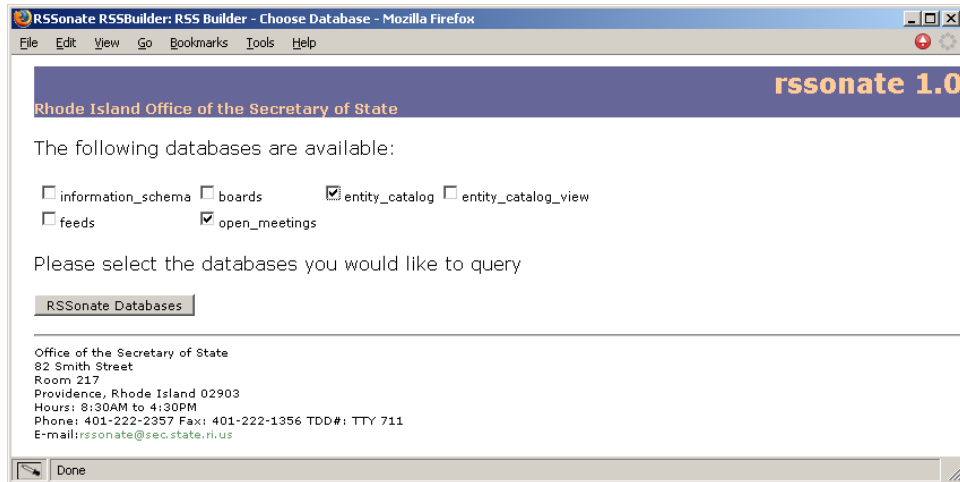 RSSonate RSSBuilder: RSS Builder - Choose Database - Mozilla Firefox
File Edit View Go Bookmarks Tools Help
rssonate 1.0
Rhode Island Office of the Secretary of State
The following databases are available:
information_schema boards entity_catalog entity_catalog_view
feeds open_meetings
Please select the databases you would like to query
RSSonate Databases
Office of the Secretary of State
82 Smith Street
Room 217
Providence, Rhode Island 02903
Hours: 8:30AM to 4:30PM
Phone: 401-222-2357 Fax: 401-222-1356 TDD#: TTY 711
E-mail:rssonate@sec.state.ri.us
Done